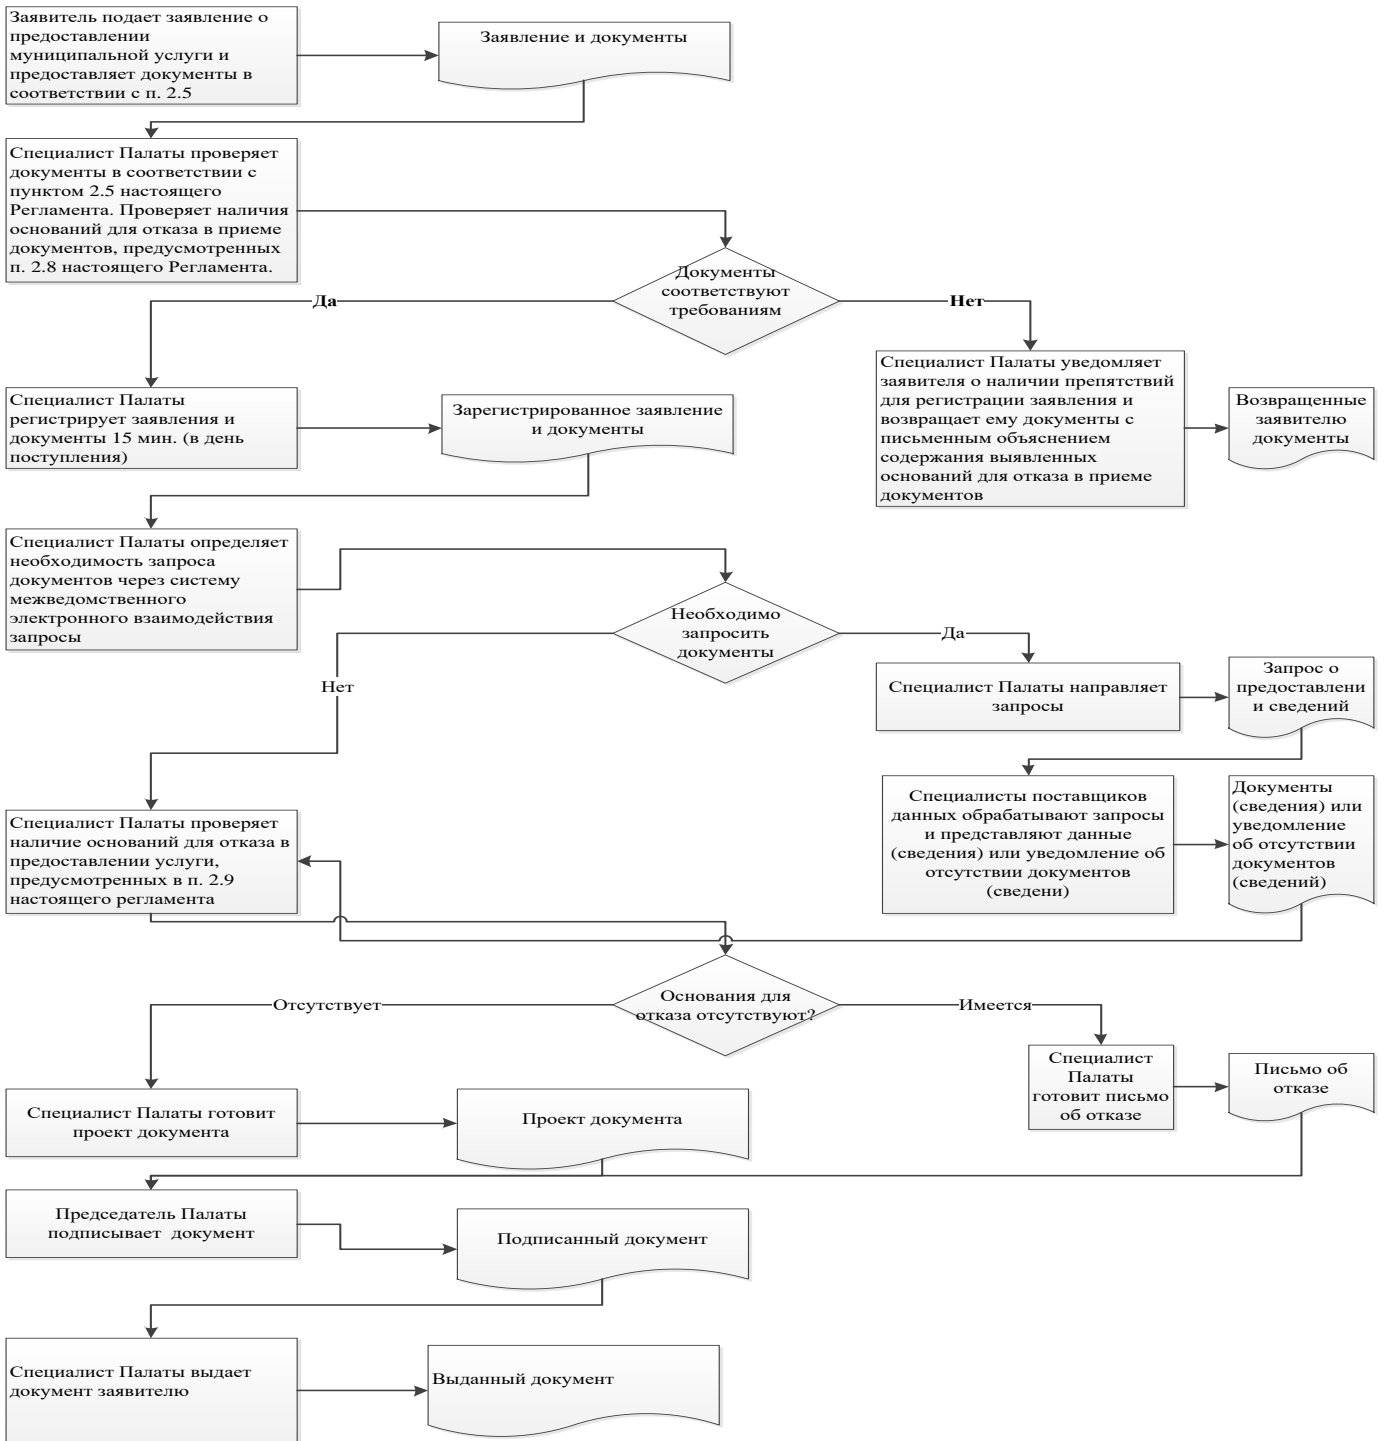 Заявитель подает заявление о
предоставлении
муниципальной услуги и
предоставляет документы в
соответствии с п. 2.5
Заявление и документы
Специалист Палаты проверяет
документы в соответствии с
пунктом 2.5 настоящего
Регламента. Проверяет наличия
оснований для отказа в приеме
документов, предусмотренных
п. 2.8 настоящего Регламента.
Документы
соответствуют
требованиям
Да
Нет
Специалист Палаты
регистрирует заявления и
документы 15 мин. (в день
поступления)
Зарегистрированное заявление
и документы
Специалист Палаты уведомляет
заявителя о наличии препятствий
для регистрации заявления и
возвращает ему документы с
письменным объяснением
содержания выявленных
оснований для отказа в приеме
документов
Возвращенные
заявителю
документы
Специалист Палаты определяет
необходимость запроса
документов через систему
межведомственного
электронного взаимодействия
запросы
Необходимо
запросить
документы
Да
Нет
Специалист Палаты направляет
запросы
Запрос о
предоставлени
и сведений
Специалисты поставщиков
данных обрабатывают запросы
и представляют данные
(сведения) или уведомление об
отсутствии документов
(сведени)
Документы
(сведения) или
уведомление
об отсутствии
документов
(сведений)
Специалист Палаты проверяет
наличие оснований для отказа в
предоставлении услуги,
предусмотренных в п. 2.9
настоящего регламента
Основания для
отказа отсутствуют?
Отсутствует
Имеется
Специалист
Палаты
готовит письмо
об отказе
Письмо об
отказе
Специалист Палаты готовит
проект документа
Проект документа
Председатель Палаты
подписывает  документ
Подписанный документ
Специалист Палаты выдает
документ заявителю
Выданный документ